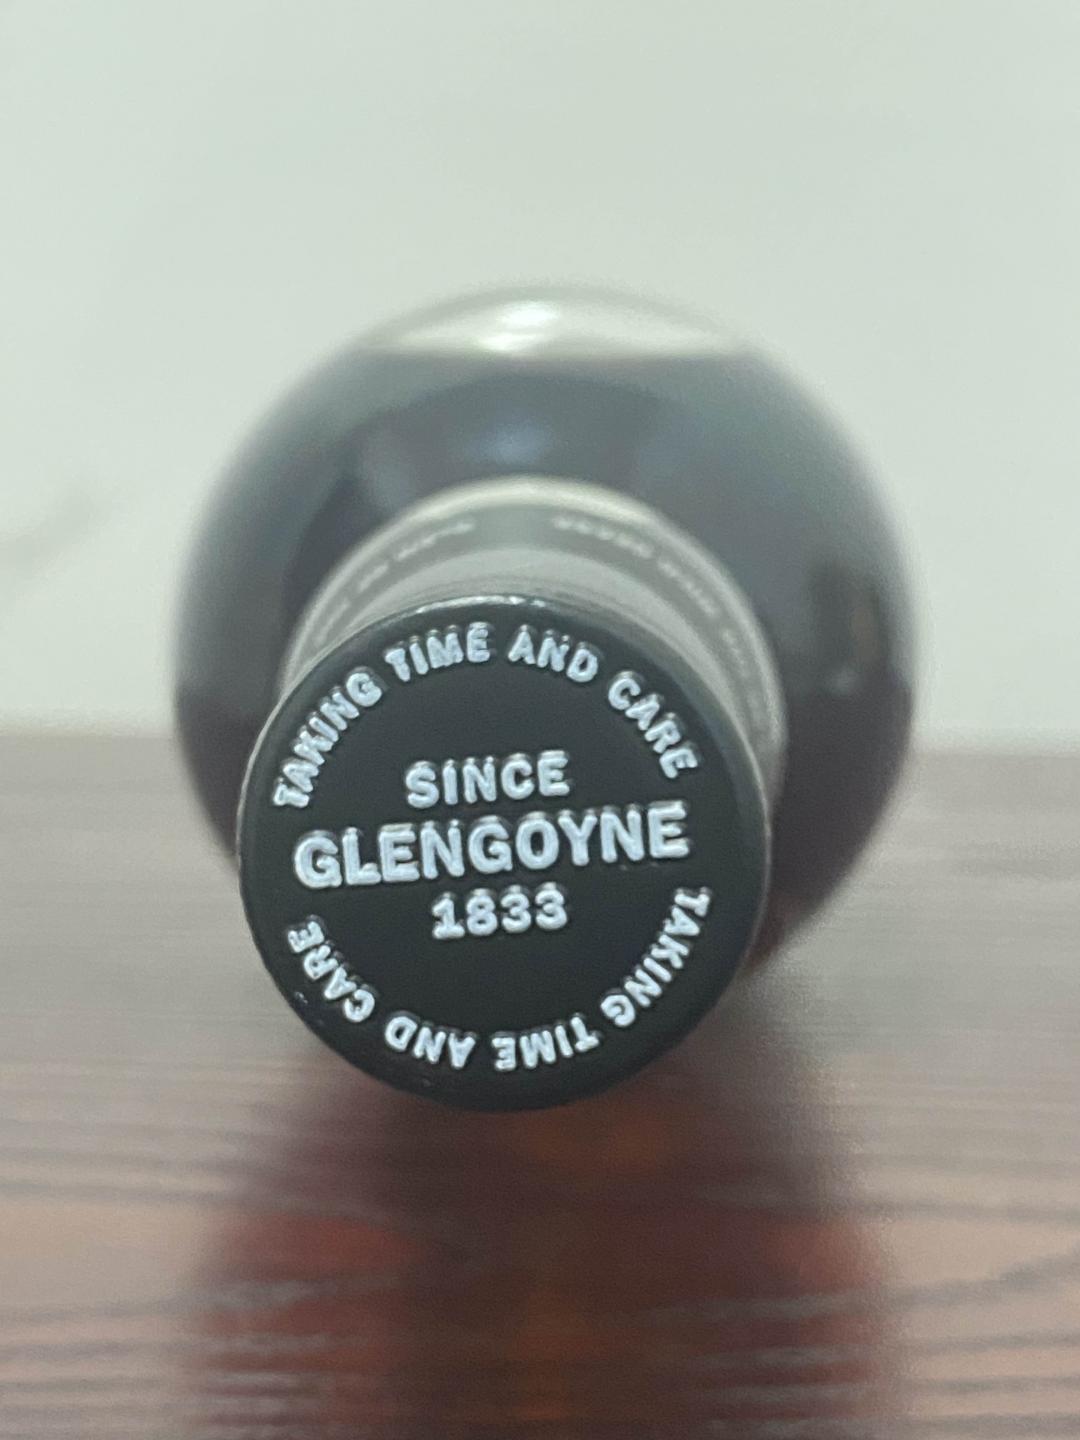 TAKING TIME AND CARE
SINCE
GLENGOYNE
1833
TAKING TIME AND CARE